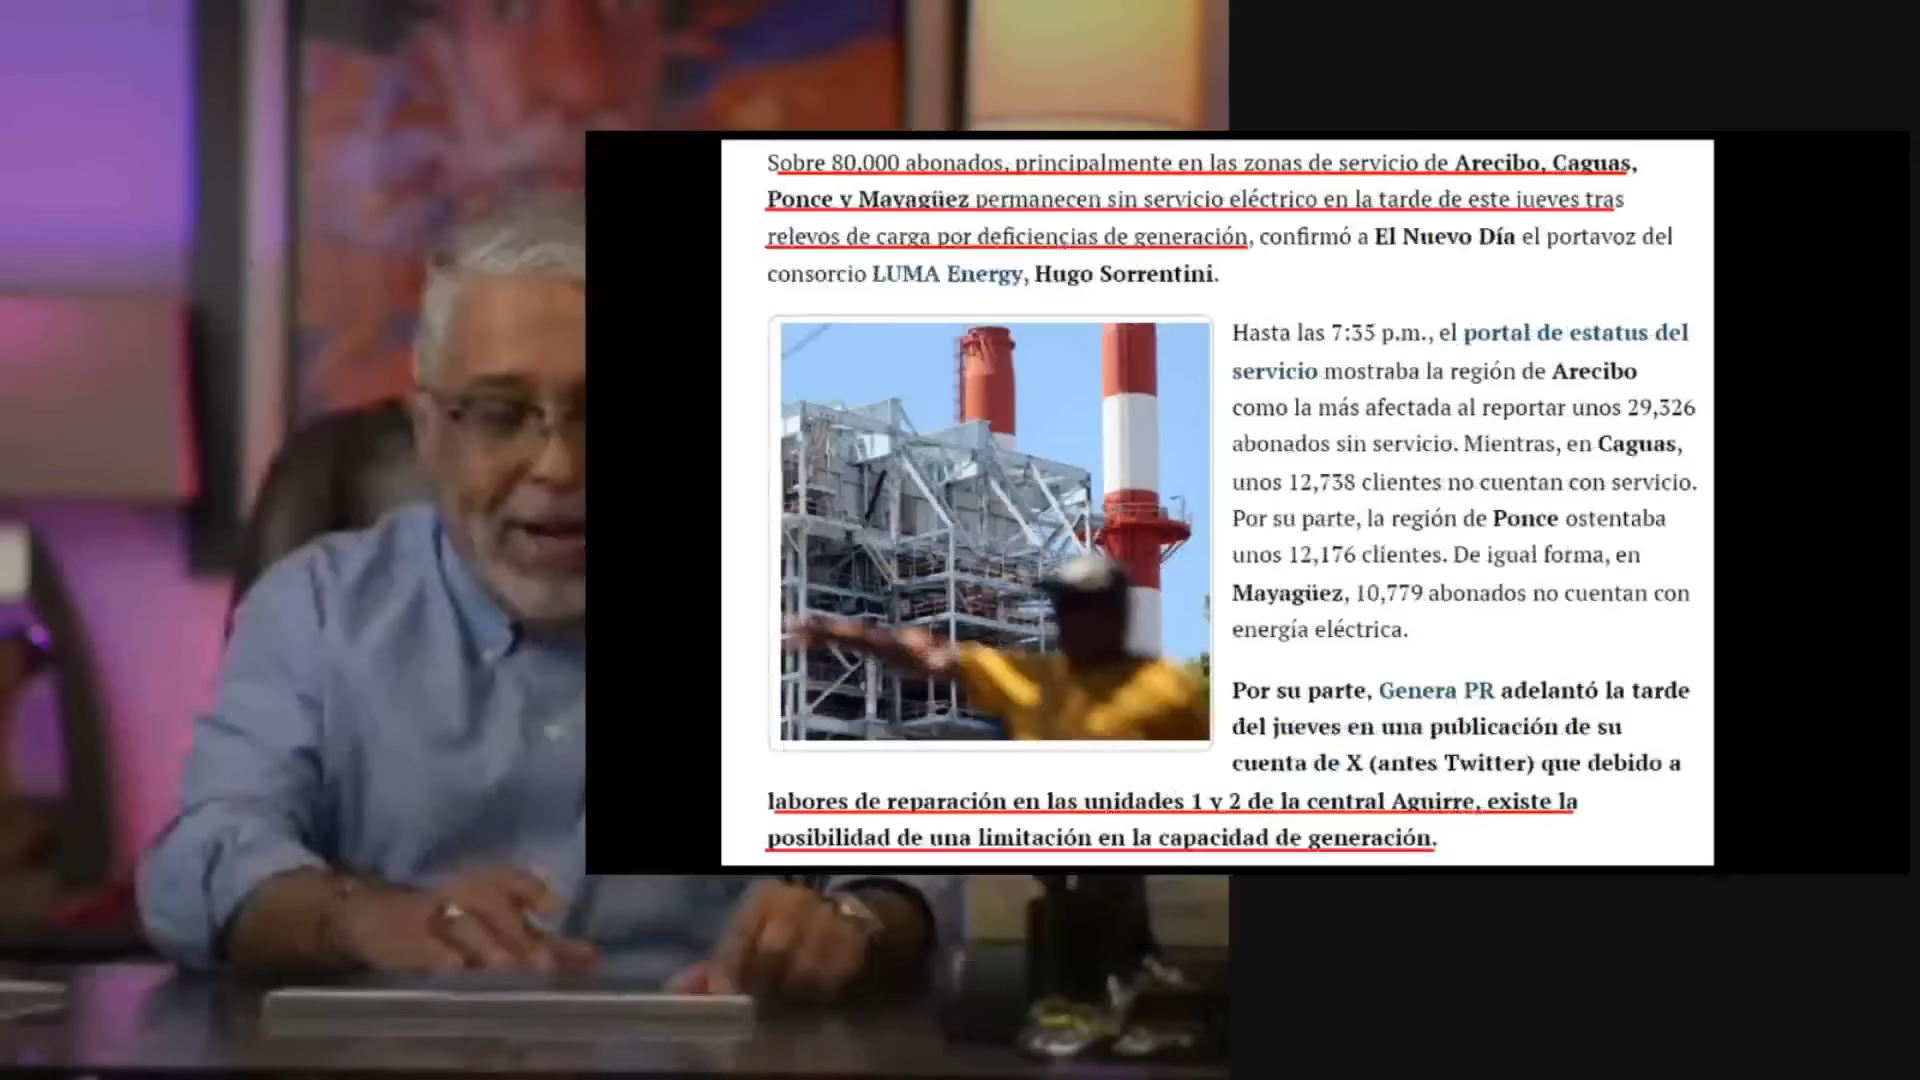 Sobre 80,000 abonados, principalmente en las zonas de servicio de Arecibo, Caguas,
Ponce y Mayagüez permanecen sin servicio eléctrico en la tarde de este jueves tras
relevos de carga por deficiencias de generación, confirmó a El Nuevo Día el portavoz del
consorcio LUMA Energy, Hugo Sorrentini.
Hasta las 7:35 p.m., el portal de estatus del
servicio mostraba la región de Arecibo
como la más afectada al reportar unos 29,326
abonados sin servicio. Mientras, en Caguas,
unos 12,738 clientes no cuentan con servicio.
Por su parte, la región de Ponce ostentaba
unos 12,176 clientes. De igual forma, en
Mayagüez, 10,779 abonados no cuentan con
energía eléctrica.
Por su parte, Genera PR adelantó la tarde
del jueves en una publicación de su
cuenta de X (antes Twitter) que debido a
labores de reparación en las unidades 1 y 2 de la central Aguirre, existe la
posibilidad de una limitación en la capacidad de generación.